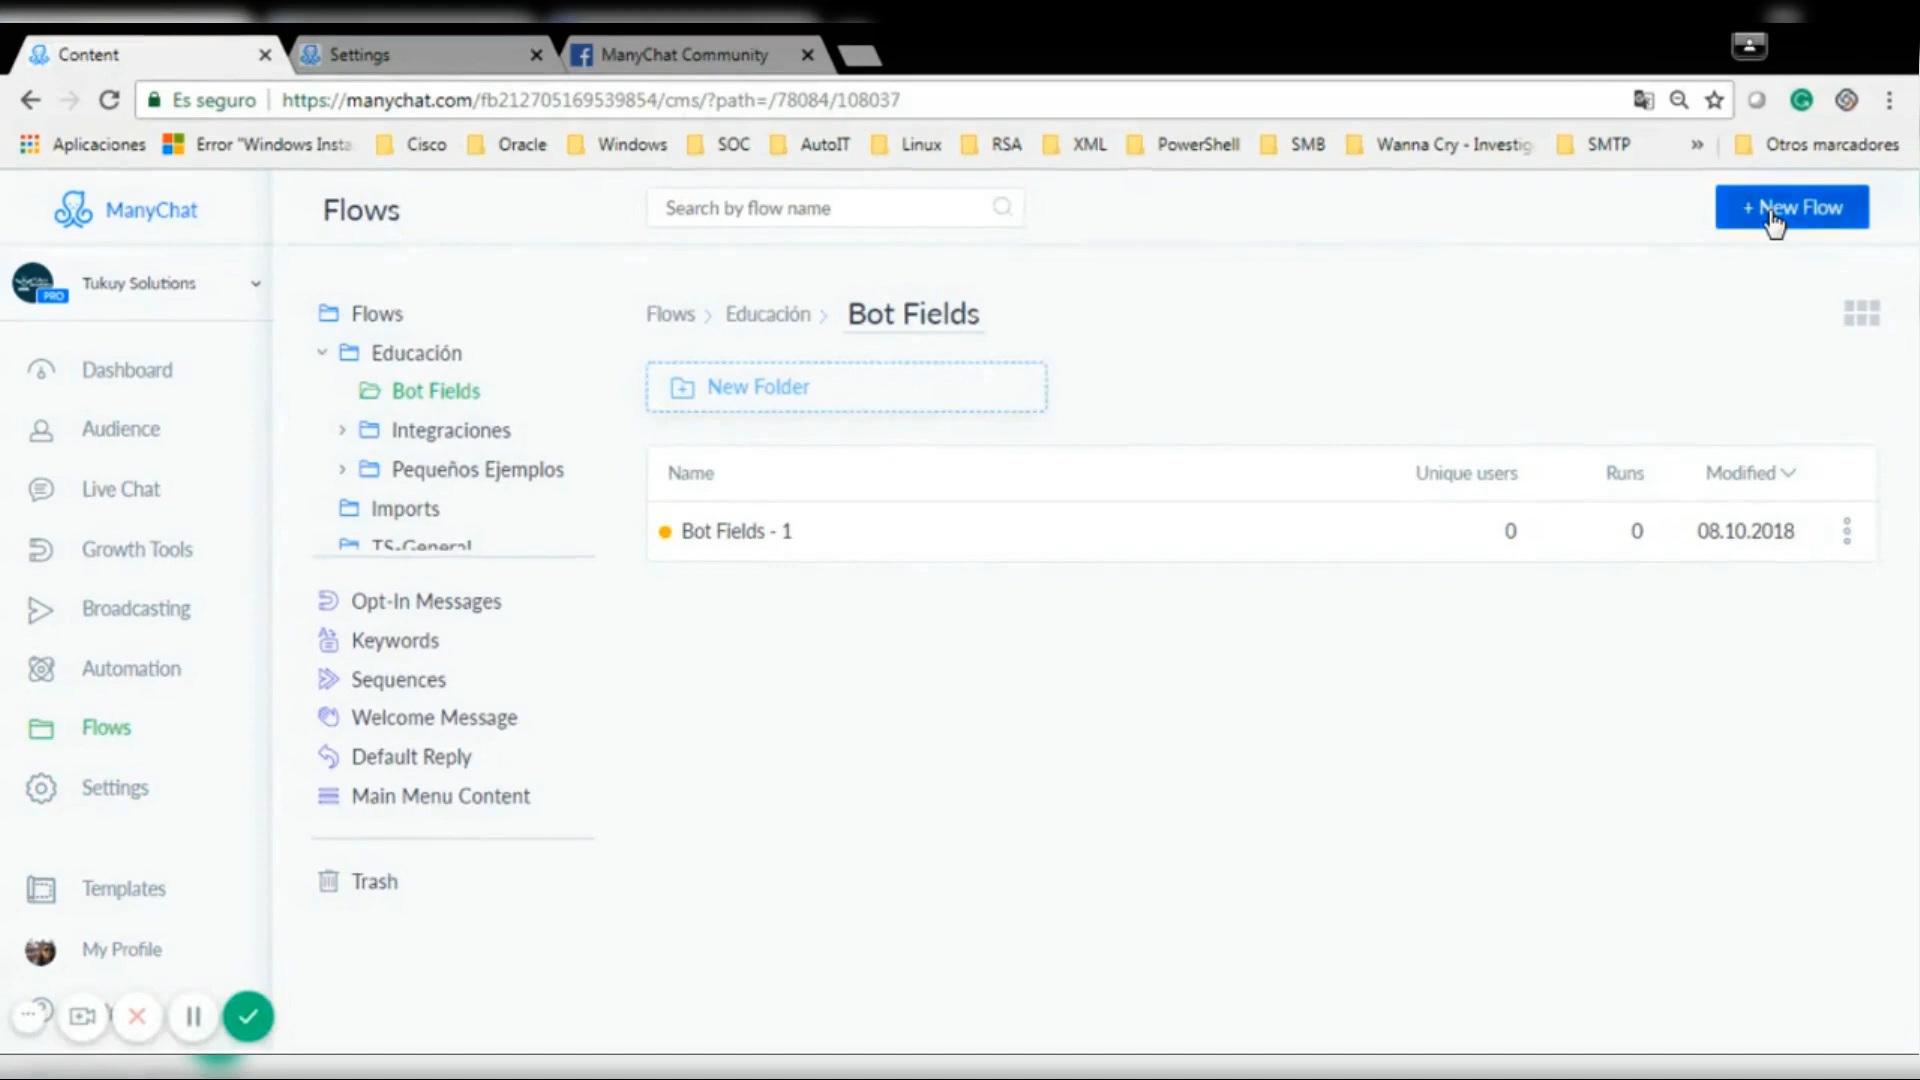 Content
Settings
ManyChat Community
Es seguro
https://manychat.com/fb212705169539854/cms/?path=/78084/108037
Aplicaciones
Error "Windows Insta
Cisco
Oracle
Windows
SOC
AutoIT
Linux
RSA
XML
PowerShell
SMB
Wanna Cry - Investig
SMTP
»
Otros marcadores
ManyChat
Flows
Search by flow name
+ New Flow
PRO
Tukuy Solutions
Dashboard
Audience
Live Chat
Growth Tools
Broadcasting
Automation
Flows
Settings
Templates
My Profile
Flows
Educación
Bot Fields
Integraciones
Pequeños Ejemplos
Imports
TS-General
Opt-In Messages
Keywords
Sequences
Welcome Message
Default Reply
Main Menu Content
Trash
Flows > Educación > Bot Fields
New Folder
Name Unique users Runs Modified
Bot Fields - 1 0 0 08.10.2018